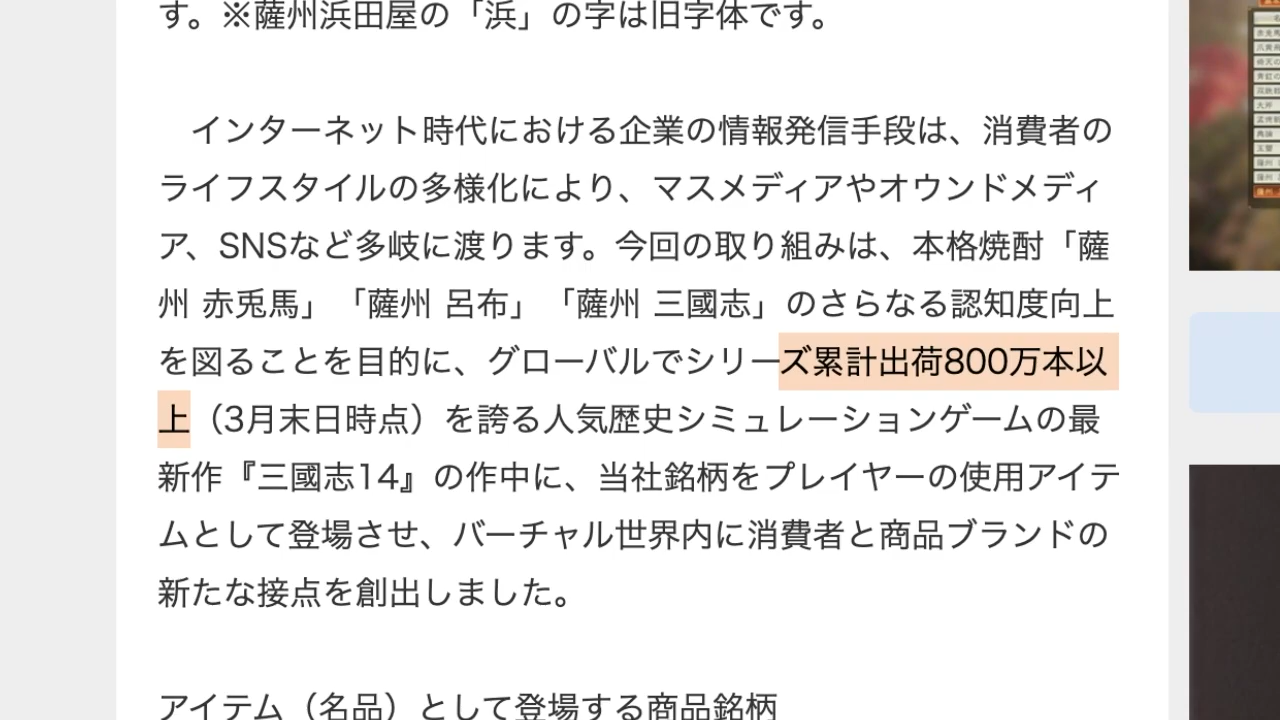 す。※薩州浜田屋の「浜」の字は旧字体です。
　インターネット時代における企業の情報発信手段は、消費者の
ライフスタイルの多様化により、マスメディアやオウンドメディ
ア、SNSなど多岐に渡ります。今回の取り組みは、本格焼酎「薩
州 赤兎馬」「薩州 呂布」「薩州 三國志」のさらなる認知度向上
を図ることを目的に、グローバルでシリーズ累計出荷800万本以
上（3月末日時点）を誇る人気歴史シミュレーションゲームの最
新作『三國志14』の作中に、当社銘柄をプレイヤーの使用アイテ
ムとして登場させ、バーチャル世界内に消費者と商品ブランドの
新たな接点を創出しました。
アイテム（名品）として登場する商品銘柄